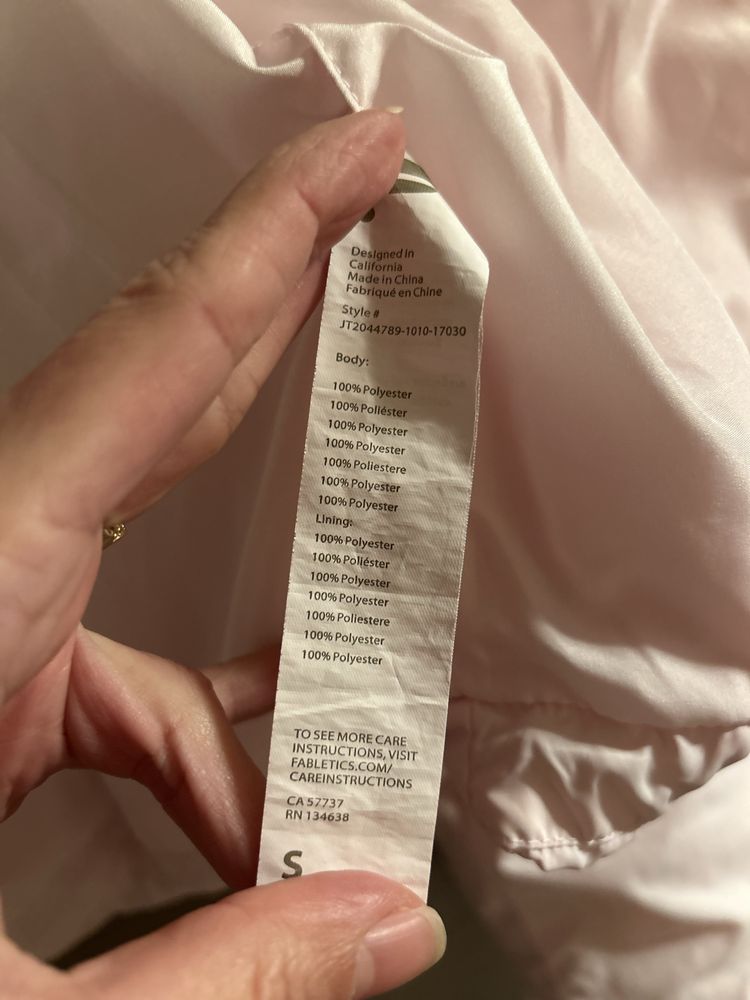 Designed in
California
Made in China
Fabriqué en Chine
Style #
JT2044789-1010-17030
Body:
100% Polyester
100% Poliéster
100% Polyester
100% Polyester
100% Poliestere
100% Polyester
100% Polyester
Lining:
100% Polyester
100% Poliéster
100% Polyester
100% Polyester
100% Poliestere
100% Polyester
100% Polyester
TO SEE MORE CARE
INSTRUCTIONS, VISIT
FABLETICS.COM/
CAREINSTRUCTIONS
CA 57737
RN 134638
S